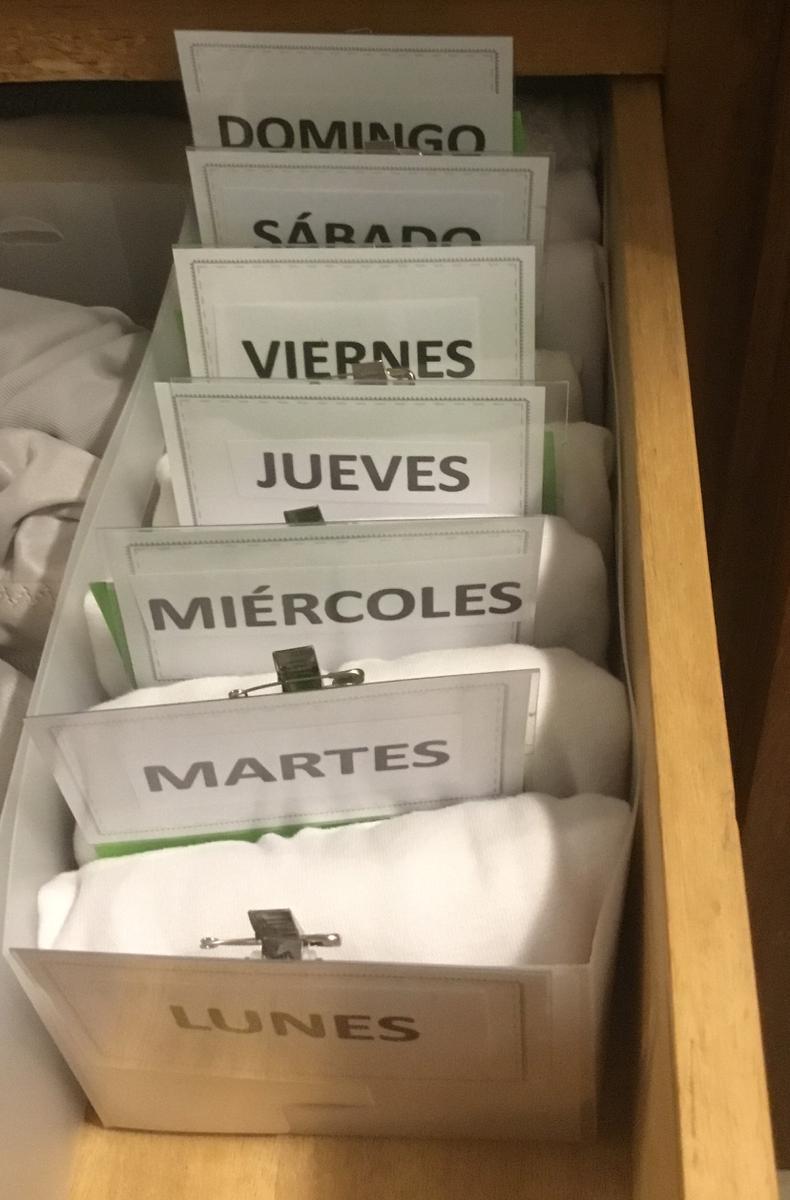 DOMINGO
SÁBADO
VIERNES
JUEVES
MIÉRCOLES
MARTES
LUNES